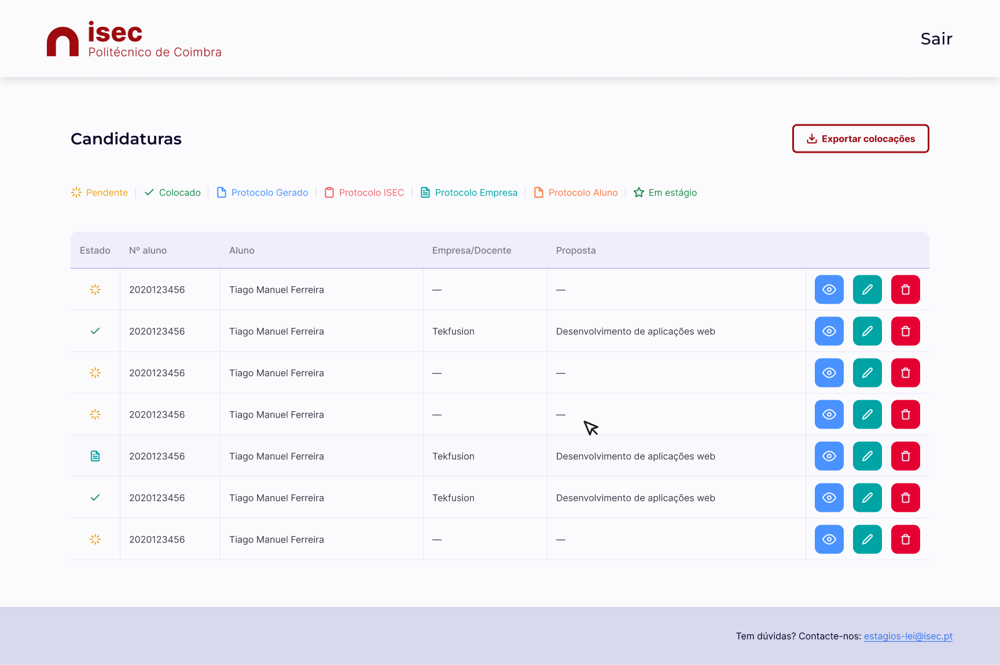 isec
Politécnico de Coimbra
Sair
Candidaturas
Exportar colocações
Pendente Colocado Protocolo Gerado Protocolo ISEC Protocolo Empresa Protocolo Aluno Em estágio
Estado Nº aluno Aluno Empresa/Docente Proposta
2020123456 Tiago Manuel Ferreira — —
2020123456 Tiago Manuel Ferreira Tekfusion Desenvolvimento de aplicações web
2020123456 Tiago Manuel Ferreira — —
2020123456 Tiago Manuel Ferreira — —
2020123456 Tiago Manuel Ferreira Tekfusion Desenvolvimento de aplicações web
2020123456 Tiago Manuel Ferreira Tekfusion Desenvolvimento de aplicações web
2020123456 Tiago Manuel Ferreira — —
Tem dúvidas? Contacte-nos: estagios-lei@isec.pt